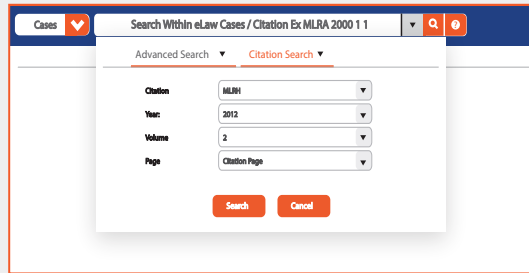 Cases Search Within eLaw Cases / Citation Ex MLRA 2000 1 1 ?
Advanced Search Citation Search
Citation MLRH
Year: 2012
Volume 2
Page Citation Page
Search Cancel